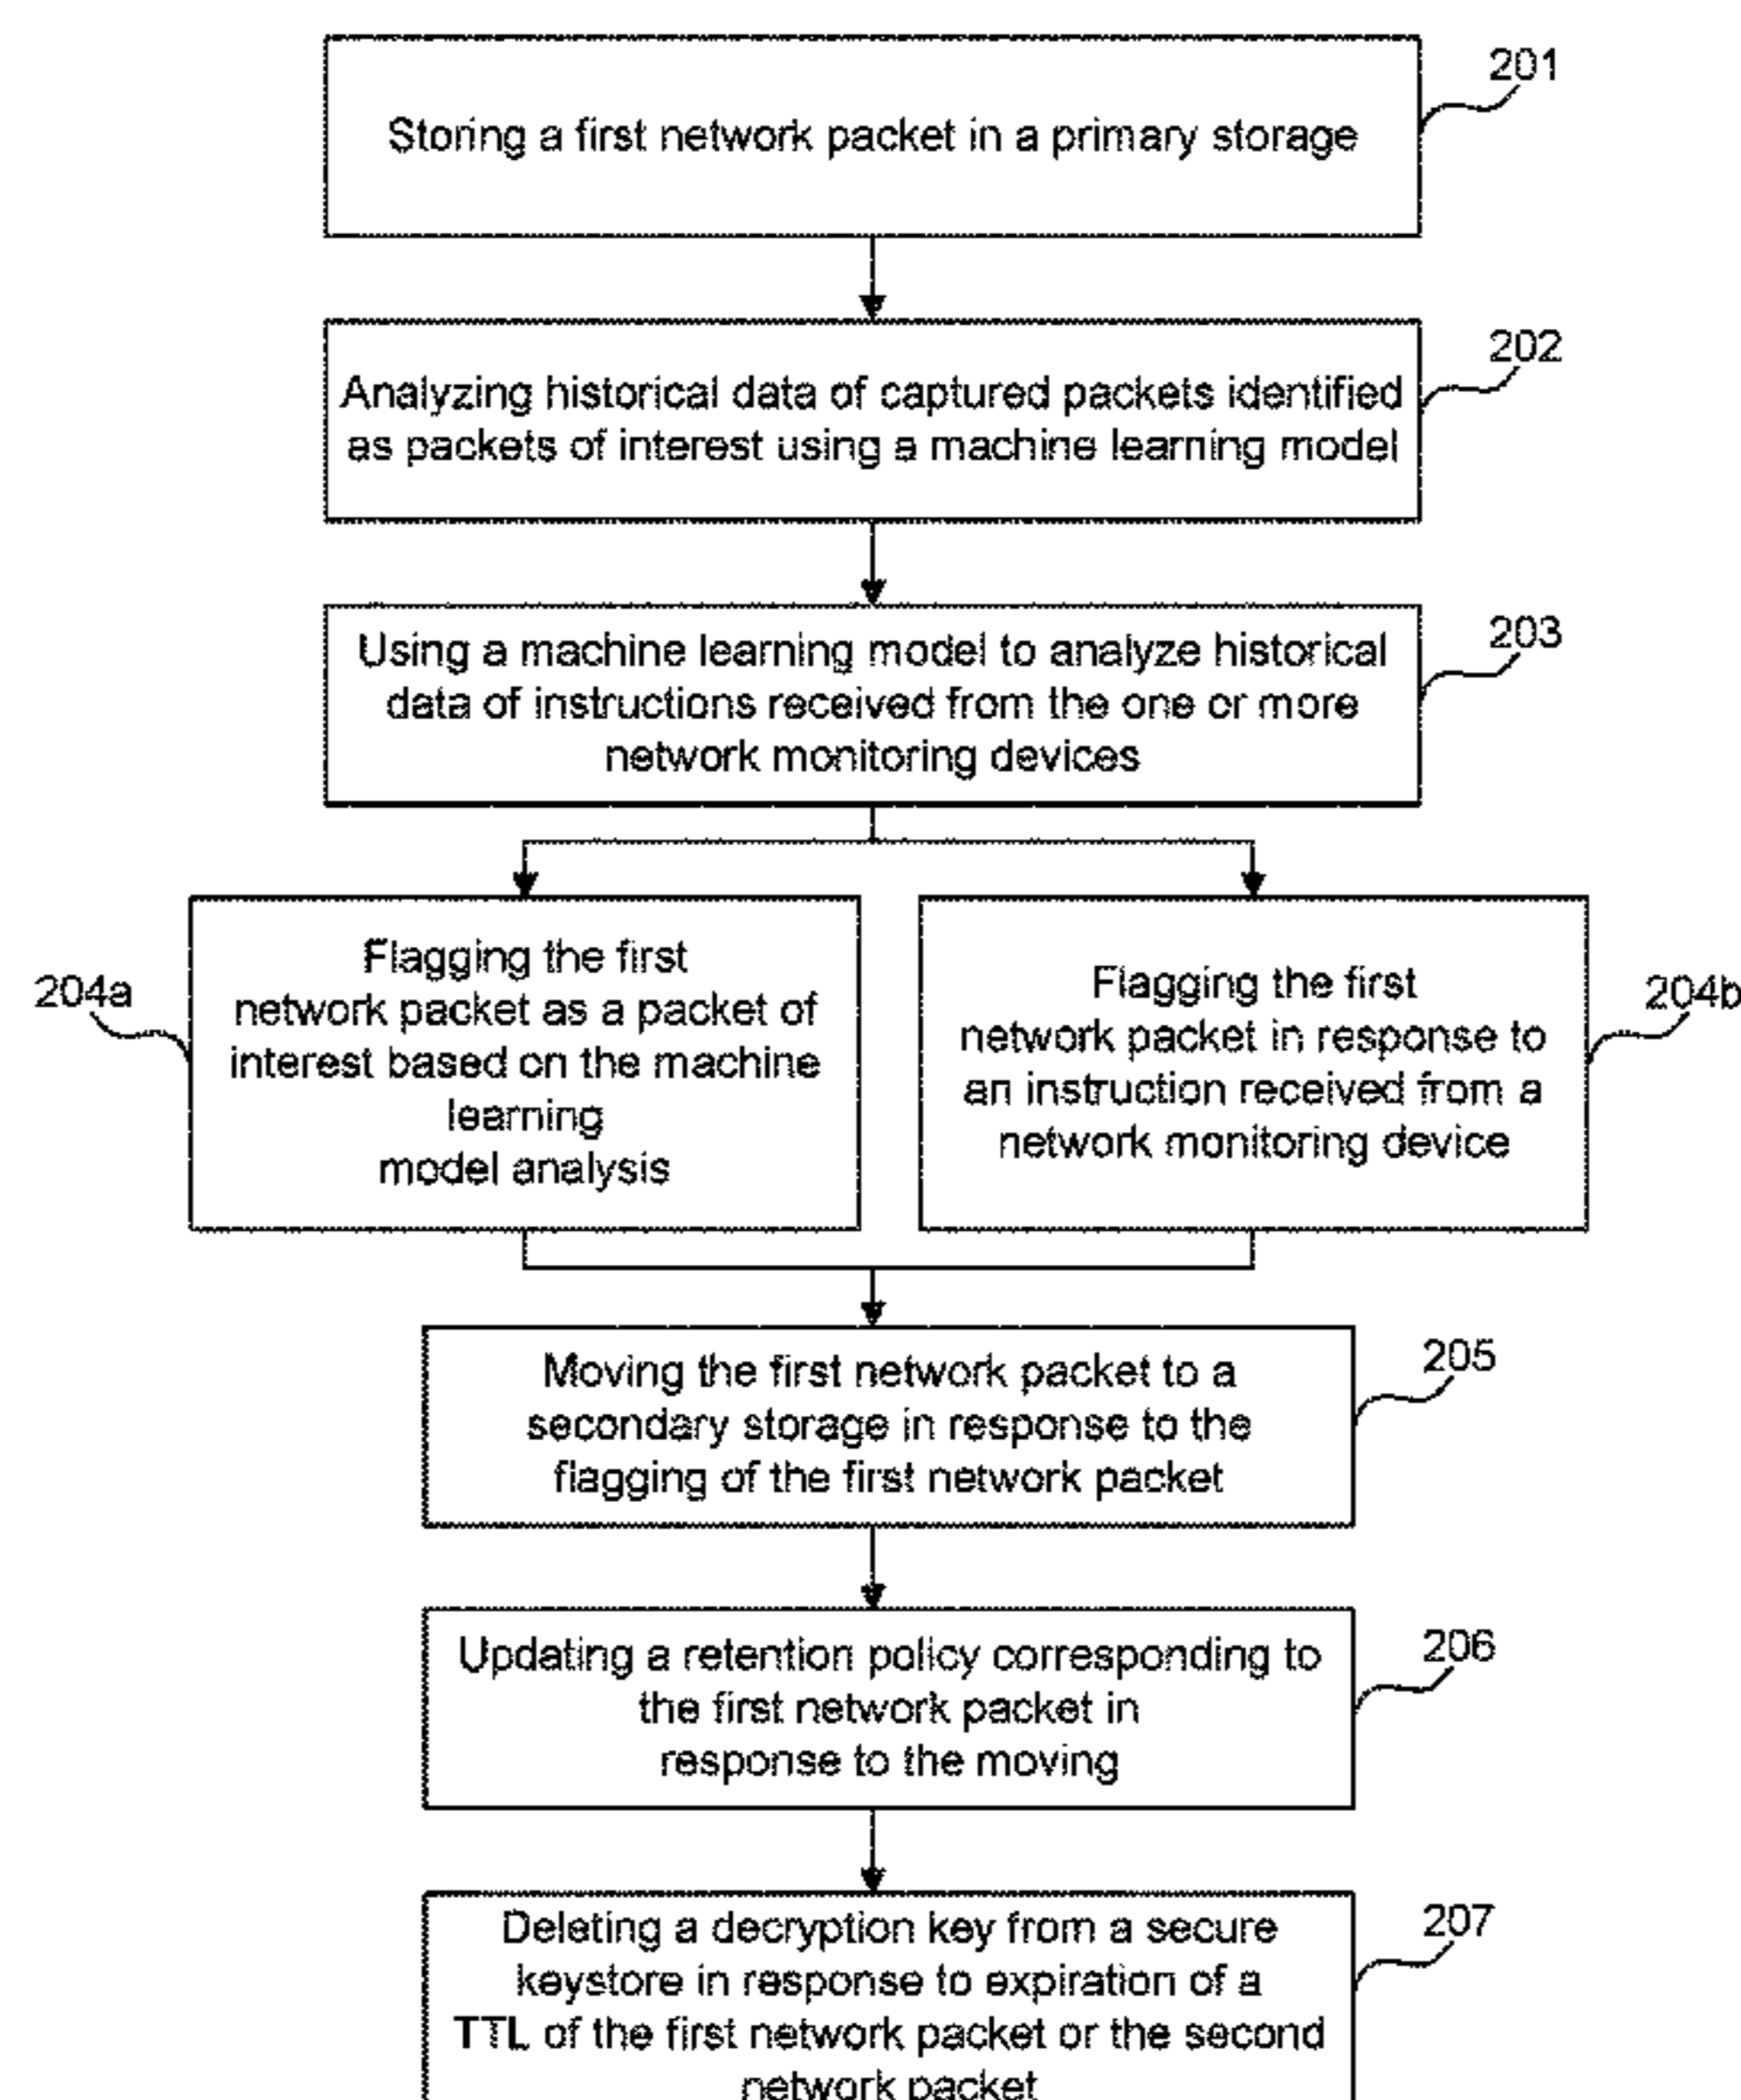 201
Storing a first network packet in a primary storage
202
Analyzing historical data of captured packets identified
as packets of interest using a machine learning model
203
Using a machine learning model to analyze historical
data of instructions received from the one or more
network monitoring devices
204a
Flagging the first
network packet as a packet of
interest based on the machine
learning
model analysis
Flagging the first
network packet in response to
an instruction received from a
network monitoring device
204b
205
Moving the first network packet to a
secondary storage in response to the
flagging of the first network packet
206
Updating a retention policy corresponding to
the first network packet in
response to the moving
207
Deleting a decryption key from a secure
keystore in response to expiration of a
TTL of the first network packet or the second
network packet